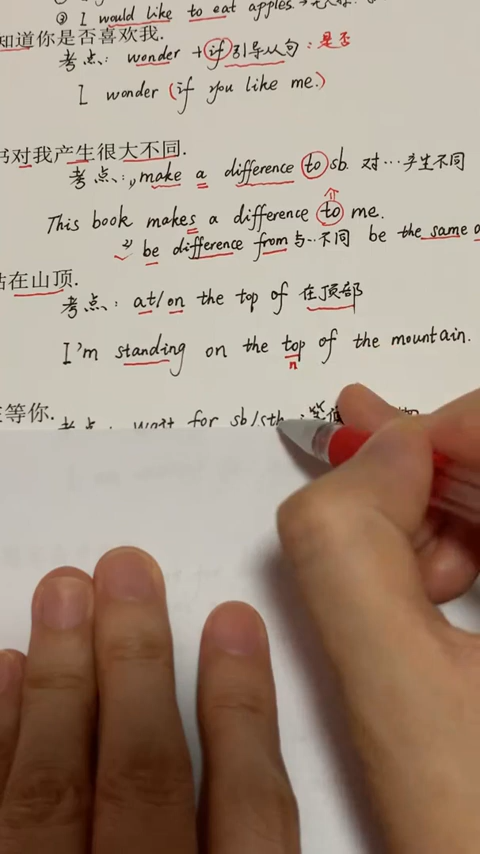 ③ I would like to eat apples.
知道你是否喜欢我.
考点: wonder + if 引导从句: 是否
I wonder (if you like me.)
书对我产生很大不同.
考点: 1) make a difference to sb. 对…产生不同
This book makes a difference to me.
2) be difference from 与…不同 be the same a
站在山顶.
考点: at/on the top of 在顶部
I'm standing on the top of the mountain.
n
在等你.
考点: wait for sb/sth: